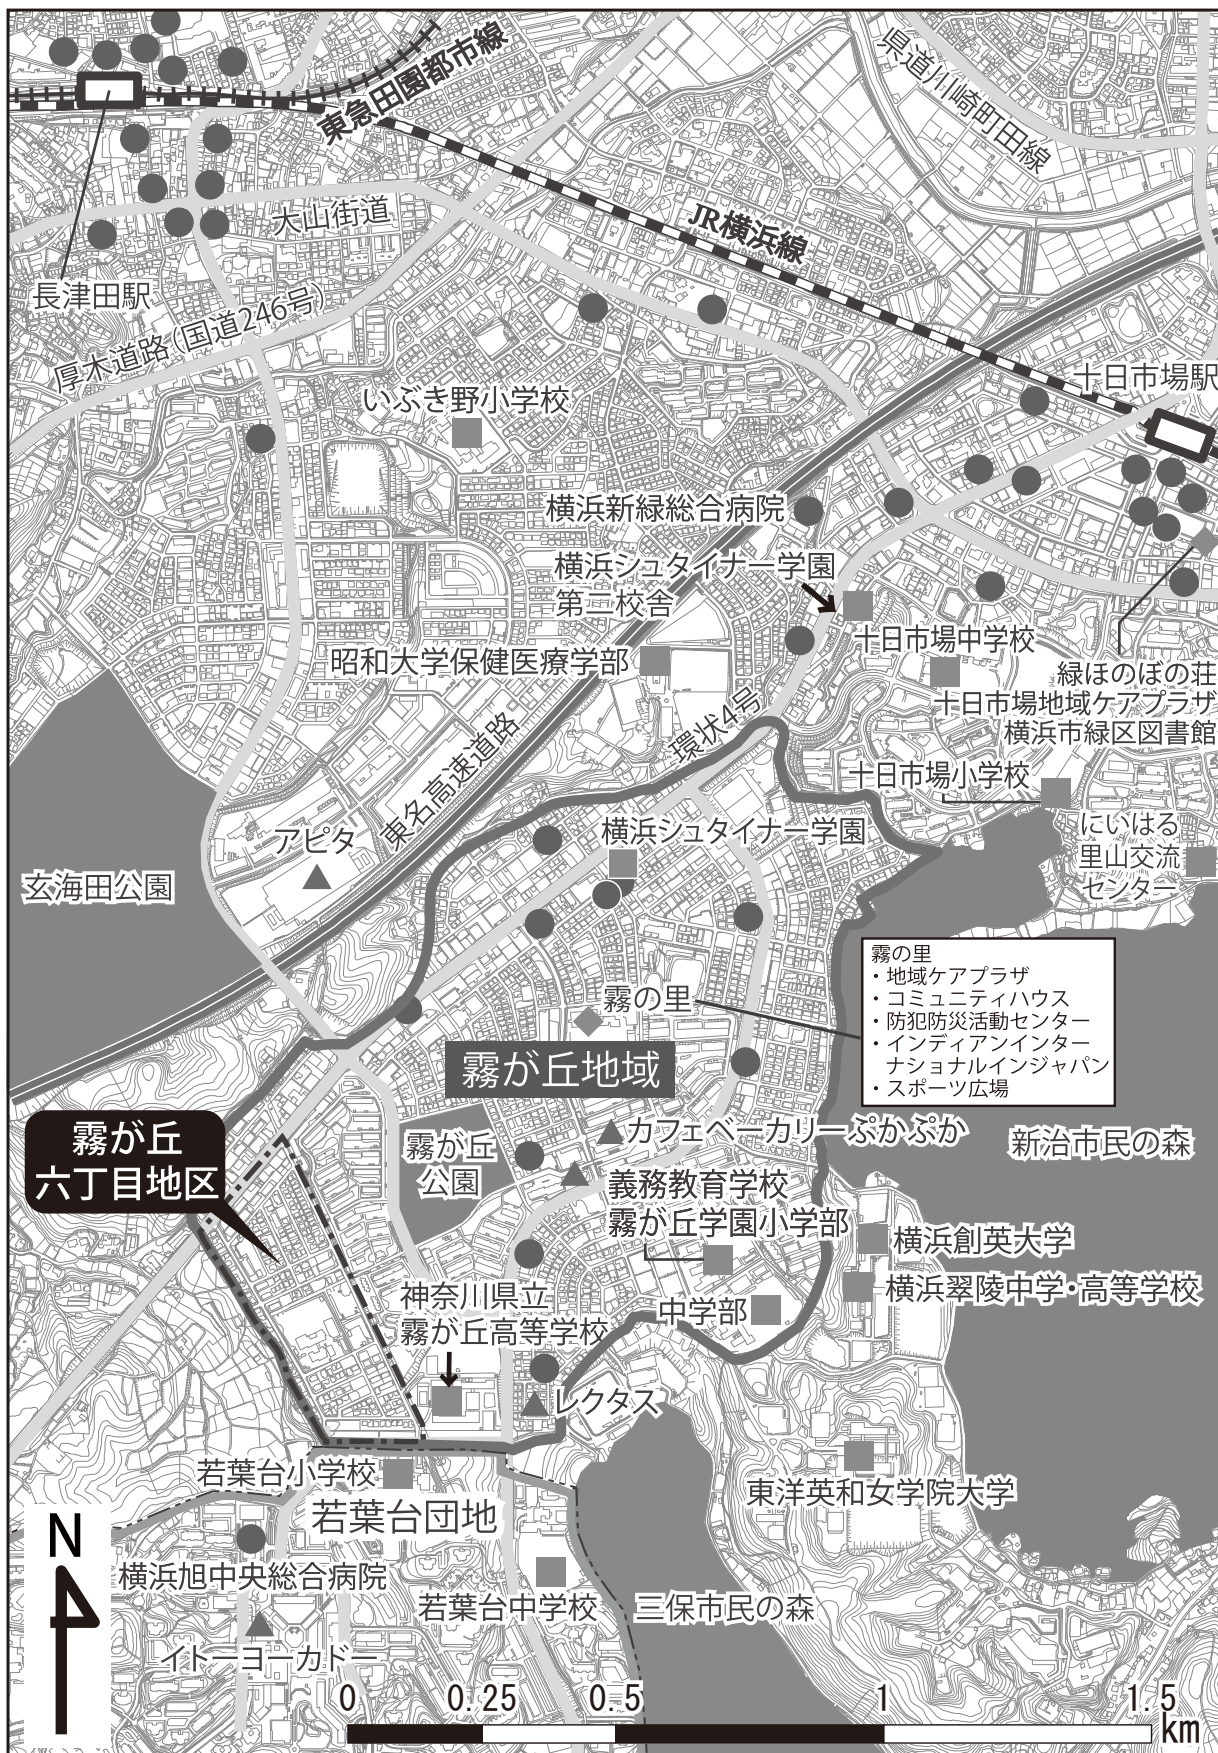 東急田園都市線
県道川崎町田線
大山街道
JR横浜線
長津田駅
厚木道路(国道246号)
十日市場駅
いぶき野小学校
横浜新緑総合病院
横浜シュタイナー学園
第二校舎
十日市場中学校
昭和大学保健医療学部
緑ほのぼの荘
十日市場地域ケアプラザ
横浜市緑区図書館
環状4号
東名高速道路
十日市場小学校
アピタ
横浜シュタイナー学園
にいはる
里山交流
センター
玄海田公園
霧の里
・地域ケアプラザ
・コミュニティハウス
・防犯防災活動センター
・インディアンインター
ナショナルインジャパン
・スポーツ広場
霧の里
霧が丘地域
霧が丘
六丁目地区
霧が丘
公園
カフェベーカリーぷかぷか
新治市民の森
義務教育学校
霧が丘学園小学部
横浜創英大学
横浜翠陵中学・高等学校
神奈川県立
霧が丘高等学校
中学部
レクタス
若葉台小学校
東洋英和女学院大学
若葉台団地
N
横浜旭中央総合病院
若葉台中学校
三保市民の森
イトーヨーカドー
0 0.25 0.5 1 1.5
km